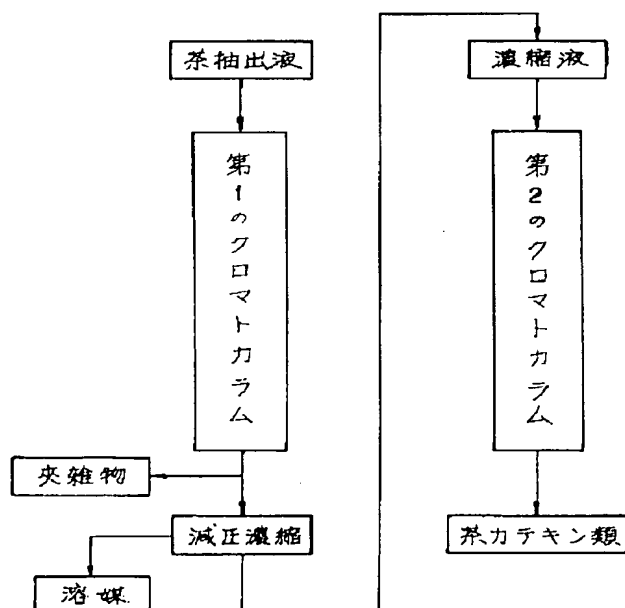 茶抽出液
第1のクロマトカラム
夾雑物
減圧濃縮
溶媒
濃縮液
第2のクロマトカラム
茶カテキン類